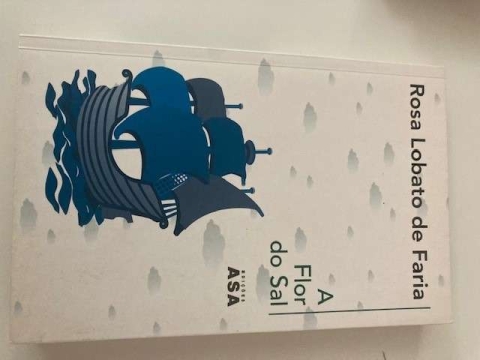 Rosa Lobato de Faria
A
Flor
do Sal
EDIÇÕES
ASA